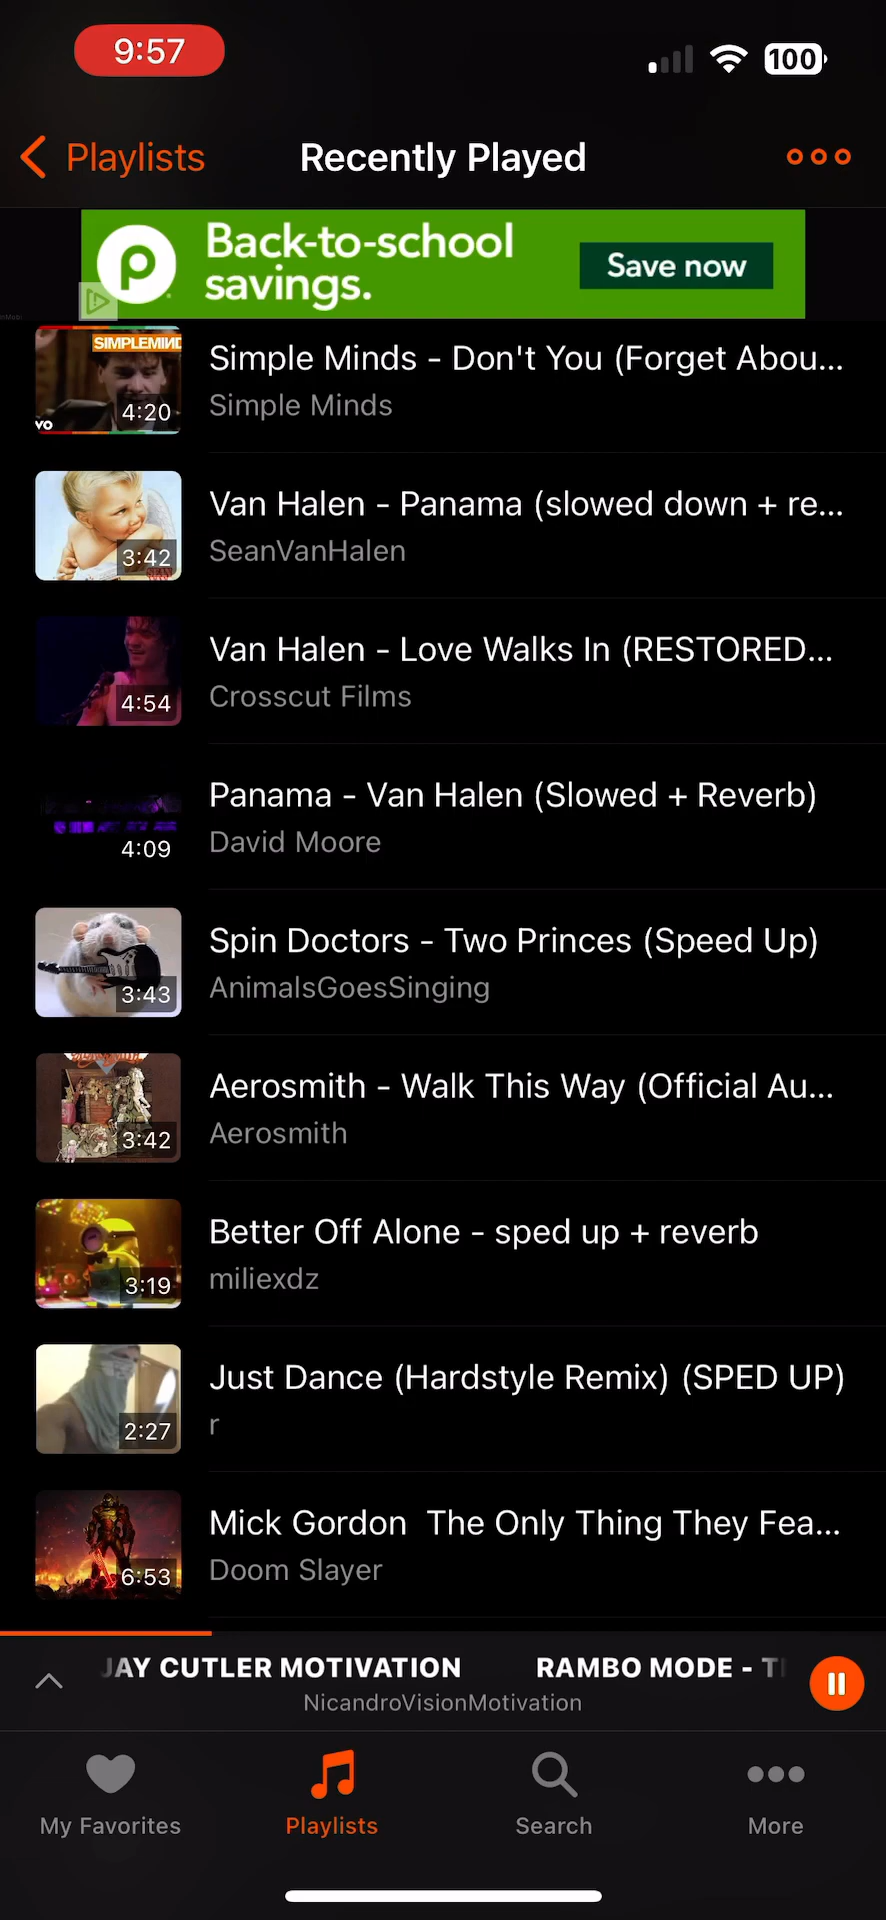 9:57
100
Playlists
Recently Played
Back-to-school
savings.
Save now
SIMPLEMIND
4:20
vo
Simple Minds - Don't You (Forget Abou...
Simple Minds
3:42
Van Halen - Panama (slowed down + re...
SeanVanHalen
4:54
Van Halen - Love Walks In (RESTORED...
Crosscut Films
4:09
Panama - Van Halen (Slowed + Reverb)
David Moore
3:43
Spin Doctors - Two Princes (Speed Up)
AnimalsGoesSinging
3:42
Aerosmith - Walk This Way (Official Au...
Aerosmith
3:19
Better Off Alone - sped up + reverb
miliexdz
2:27
Just Dance (Hardstyle Remix) (SPED UP)
r
6:53
Mick Gordon  The Only Thing They Fea...
Doom Slayer
JAY CUTLER MOTIVATION RAMBO MODE - T
NicandroVisionMotivation
My Favorites
Playlists
Search
More